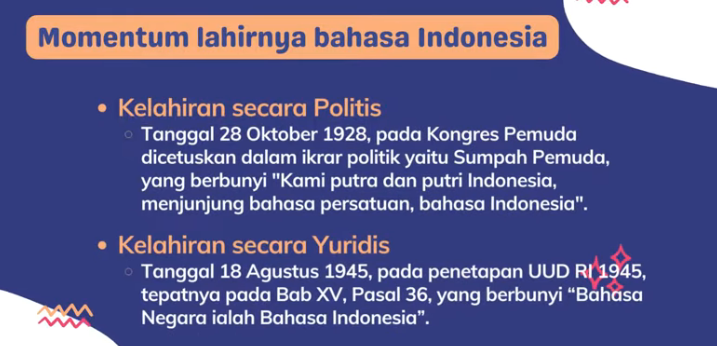 Momentum lahirnya bahasa Indonesia
Kelahiran secara Politis
Tanggal 28 Oktober 1928, pada Kongres Pemuda
dicetuskan dalam ikrar politik yaitu Sumpah Pemuda,
yang berbunyi "Kami putra dan putri Indonesia,
menjunjung bahasa persatuan, bahasa Indonesia".
Kelahiran secara Yuridis
Tanggal 18 Agustus 1945, pada penetapan UUD RI 1945,
tepatnya pada Bab XV, Pasal 36, yang berbunyi “Bahasa
Negara ialah Bahasa Indonesia”.